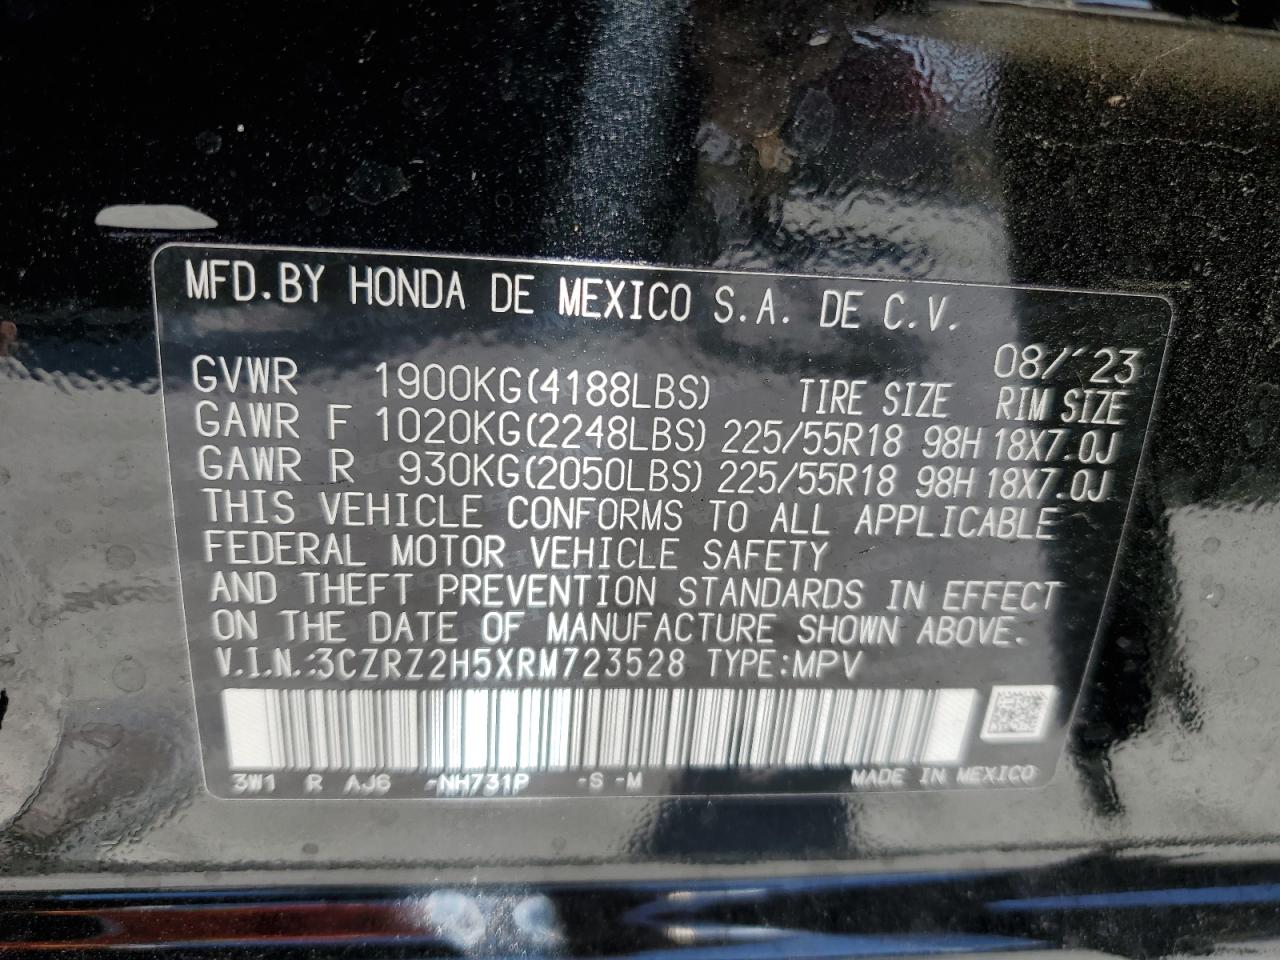 MFD.BY HONDA DE MEXICO S.A. DE C.V.
08/'23
GVWR 1900KG(4188LBS) TIRE SIZE RIM SIZE
GAWR F 1020KG(2248LBS) 225/55R18 98H 18X7.0J
GAWR R 930KG(2050LBS) 225/55R18 98H 18X7.0J
THIS VEHICLE CONFORMS TO ALL APPLICABLE
FEDERAL MOTOR VEHICLE SAFETY
AND THEFT PREVENTION STANDARDS IN EFFECT
ON THE DATE OF MANUFACTURE SHOWN ABOVE.
V.I.N.:3CZRZ2H5XRM723528 TYPE:MPV
3W1 R AJ6 -NH731P -S -M MADE IN MEXICO